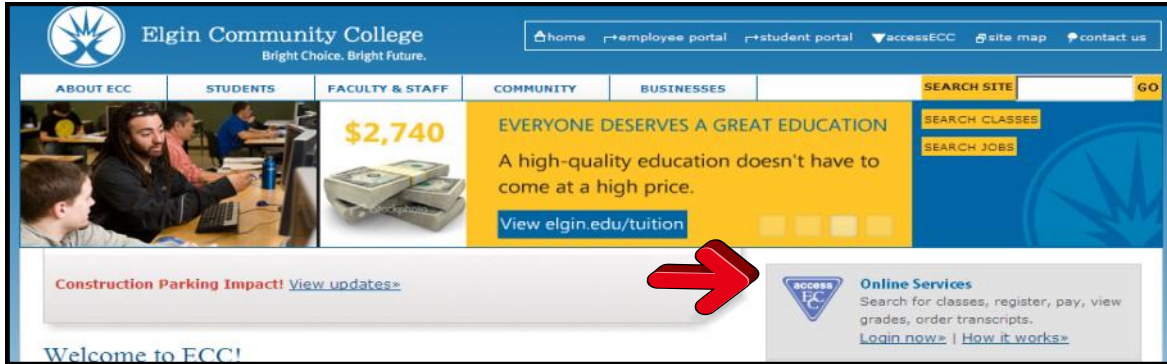 Elgin Community College
Bright Choice. Bright Future.
home employee portal student portal accessECC site map contact us
ABOUT ECC STUDENTS FACULTY & STAFF COMMUNITY BUSINESSES SEARCH SITE GO
SEARCH CLASSES
SEARCH JOBS
$2,740
iStockphoto
EVERYONE DESERVES A GREAT EDUCATION
A high-quality education doesn't have to
come at a high price.
View elgin.edu/tuition
Construction Parking Impact! View updates»
access
ECC
Online Services
Search for classes, register, pay, view
grades, order transcripts.
Login now» | How it works»
Welcome to ECC!